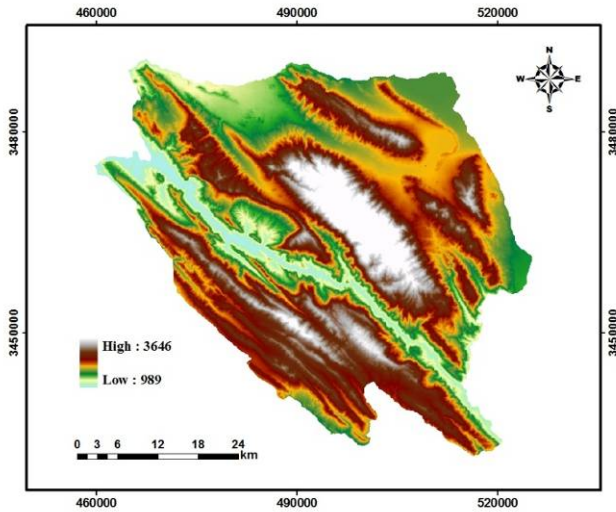 460000 490000 520000
N
W E
S
3480000 3480000
3450000 3450000
High : 3646
Low : 989
0 3 6 12 18 24
km
460000 490000 520000